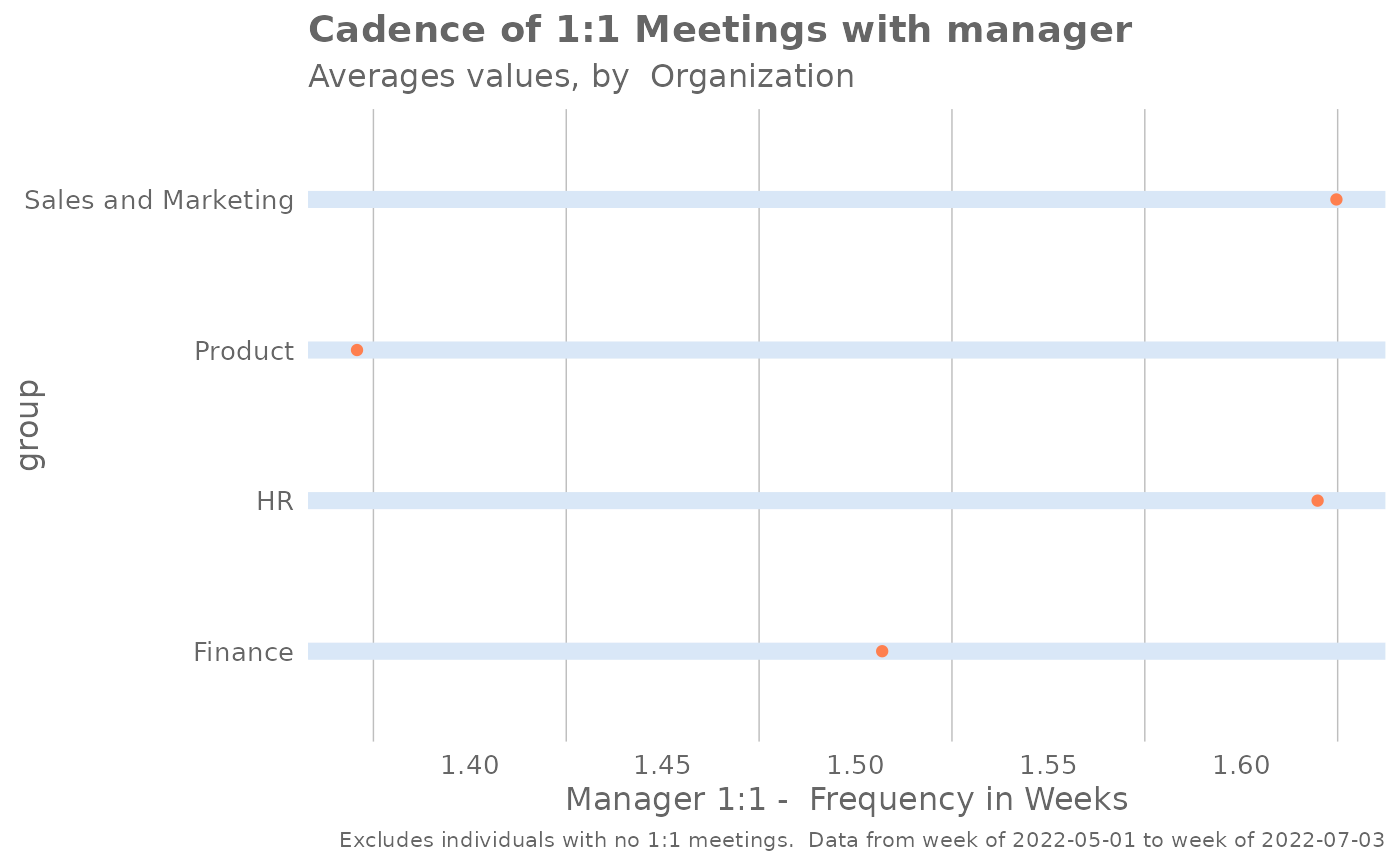 Cadence of 1:1 Meetings with manager
Averages values, by  Organization
Sales and Marketing
Product
HR
Finance
group
1.40 1.45 1.50 1.55 1.60
Manager 1:1 -  Frequency in Weeks
Excludes individuals with no 1:1 meetings.  Data from week of 2022-05-01 to week of 2022-07-03